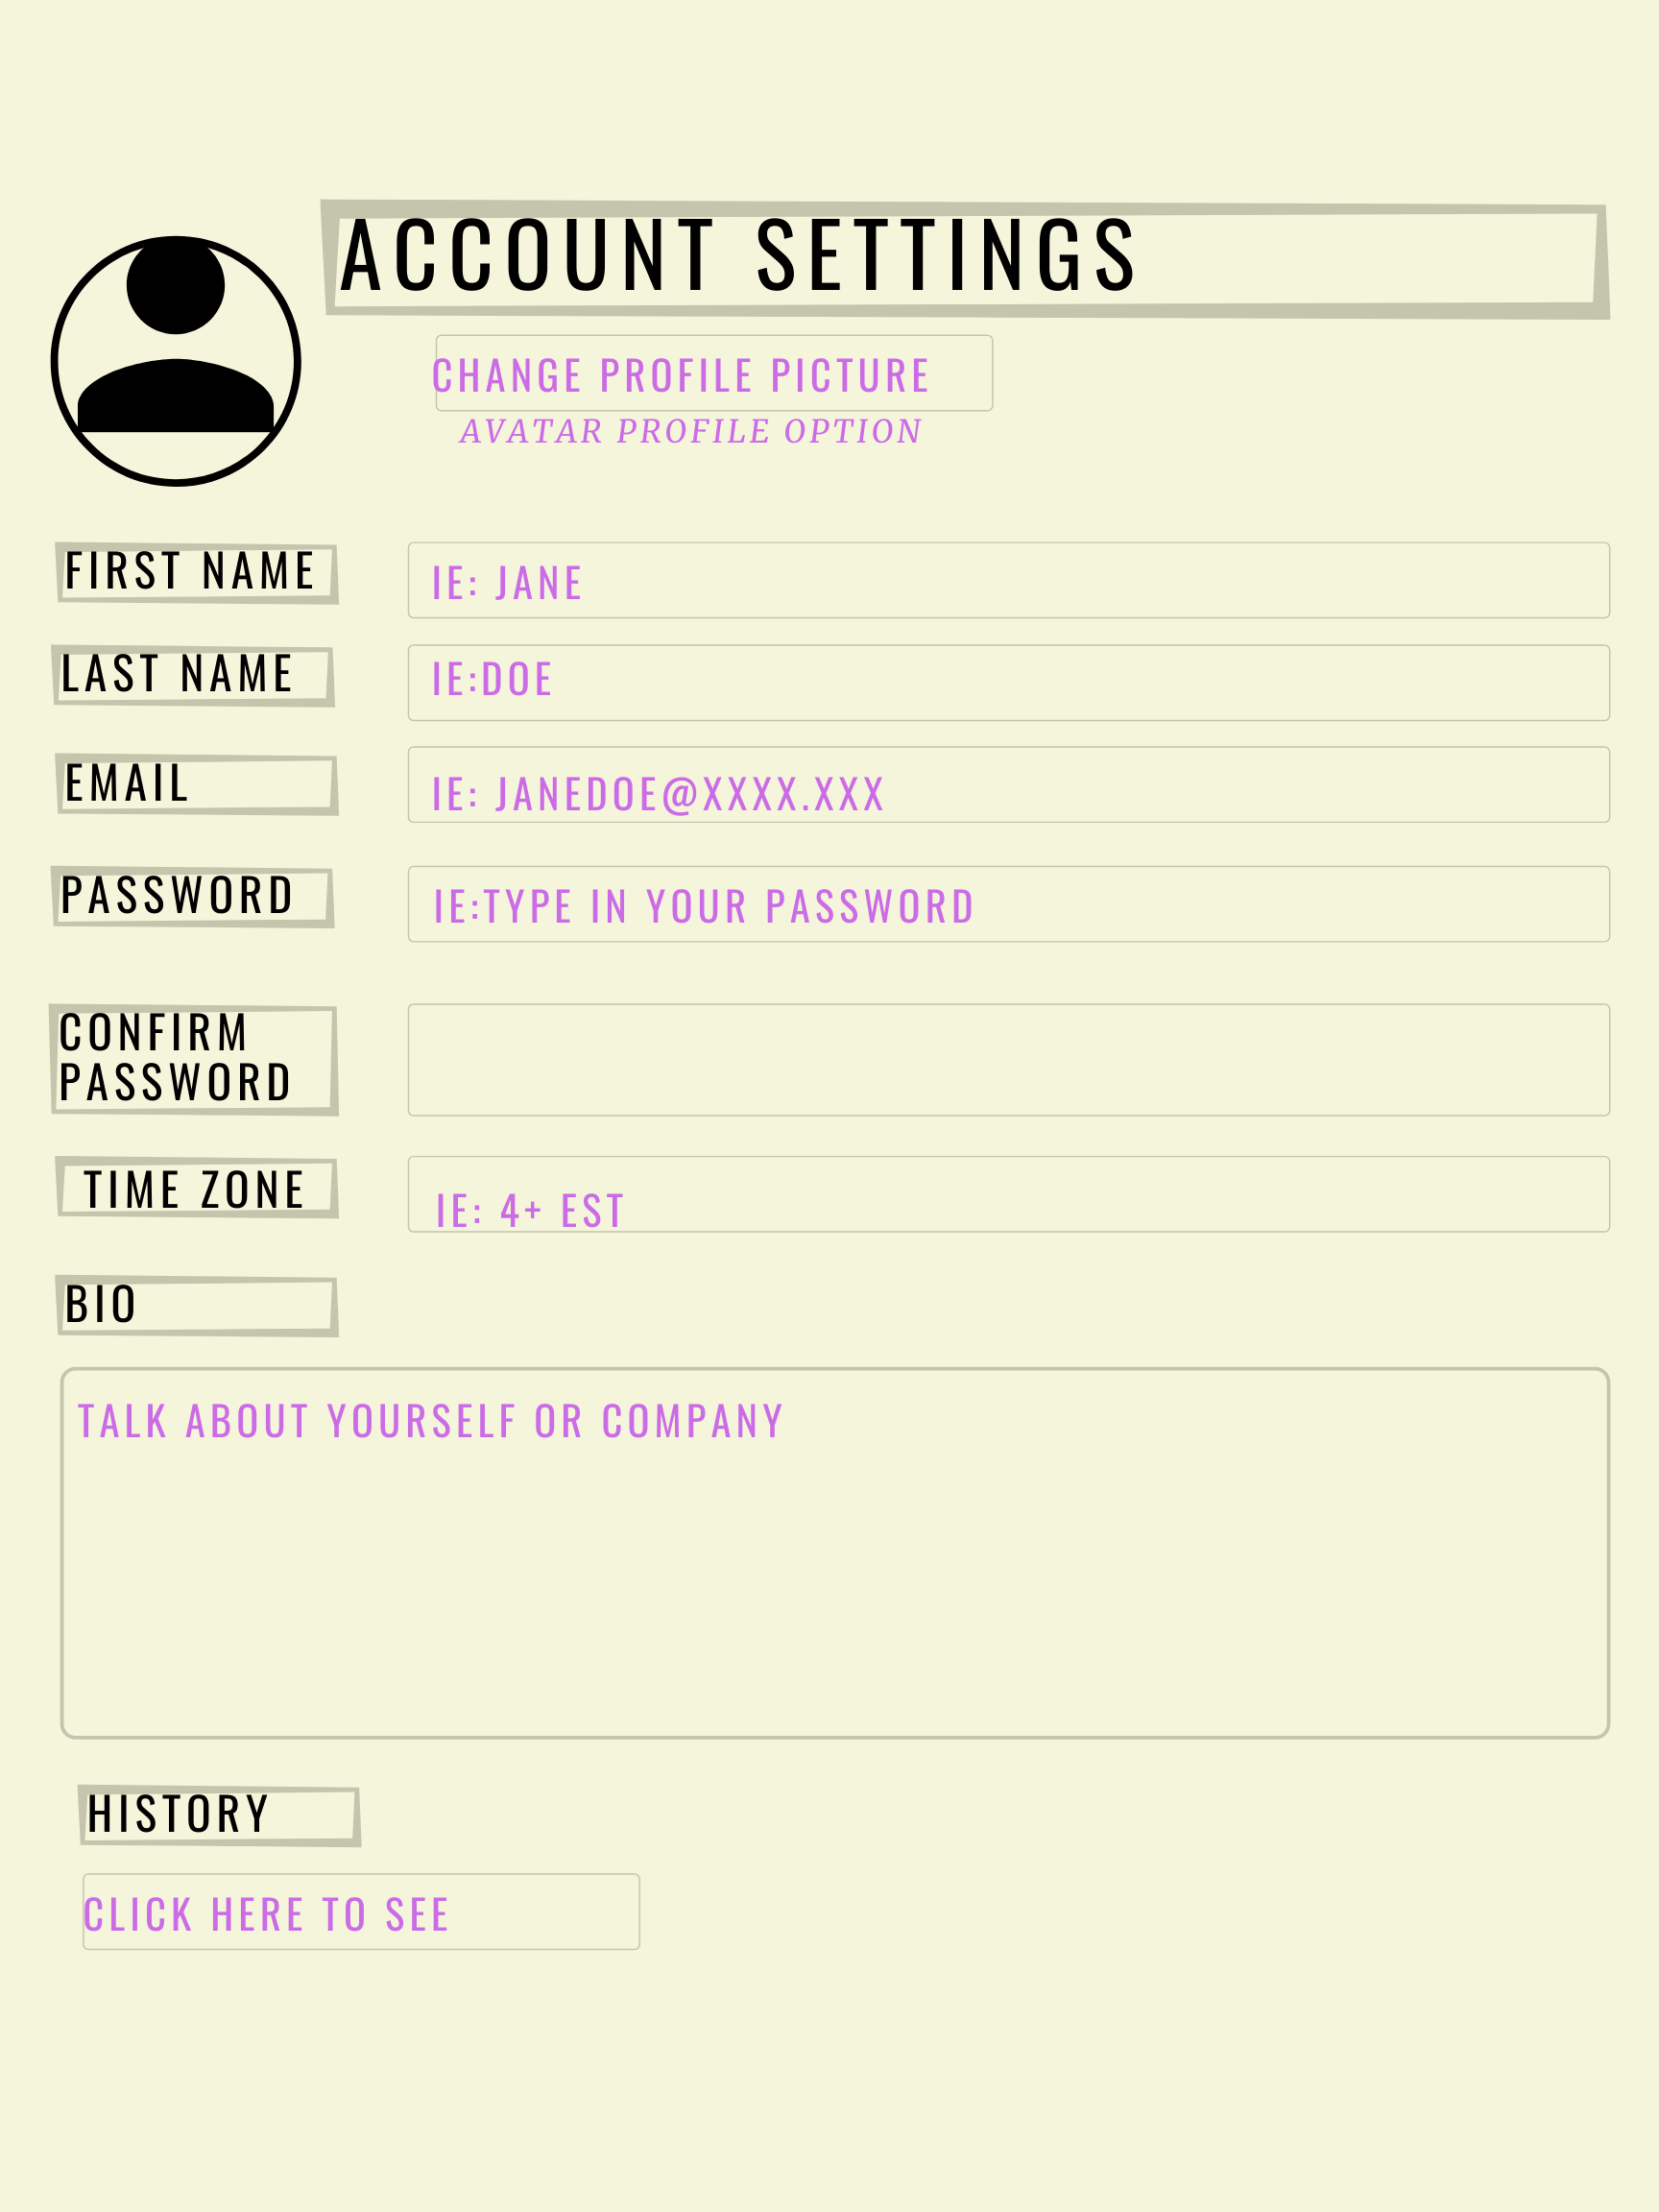 ACCOUNT SETTINGS
CHANGE PROFILE PICTURE
AVATAR PROFILE OPTION
FIRST NAME
IE: JANE
LAST NAME
IE:DOE
EMAIL
IE: JANEDOE@XXXX.XXX
PASSWORD
IE:TYPE IN YOUR PASSWORD
CONFIRM
PASSWORD
TIME ZONE
IE: 4+ EST
BIO
TALK ABOUT YOURSELF OR COMPANY
HISTORY
CLICK HERE TO SEE